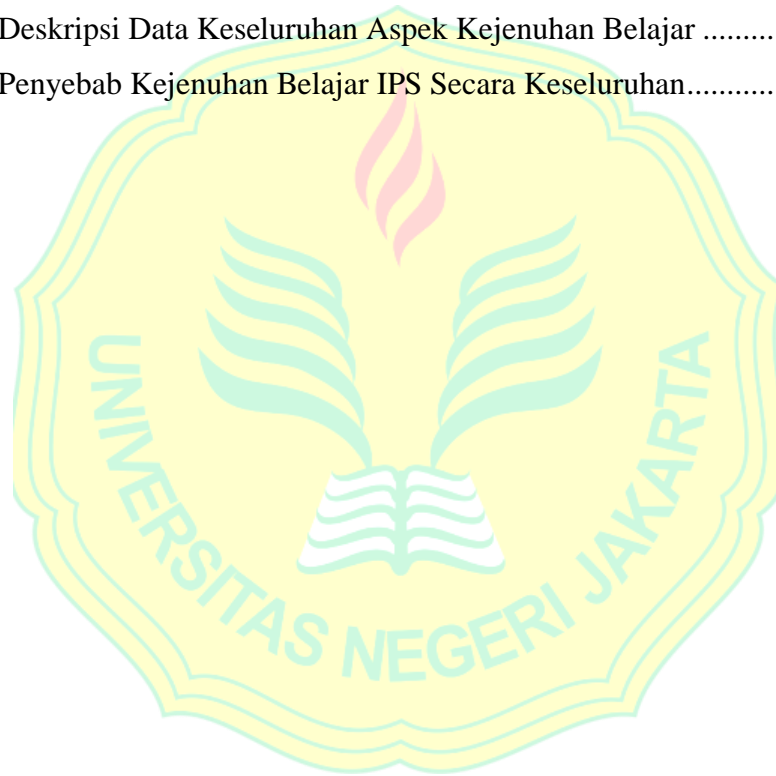 Deskripsi Data Keseluruhan Aspek Kejenuhan Belajar .........
Penyebab Kejenuhan Belajar IPS Secara Keseluruhan...........
UNIVERSITAS NEGERI JAKARTA